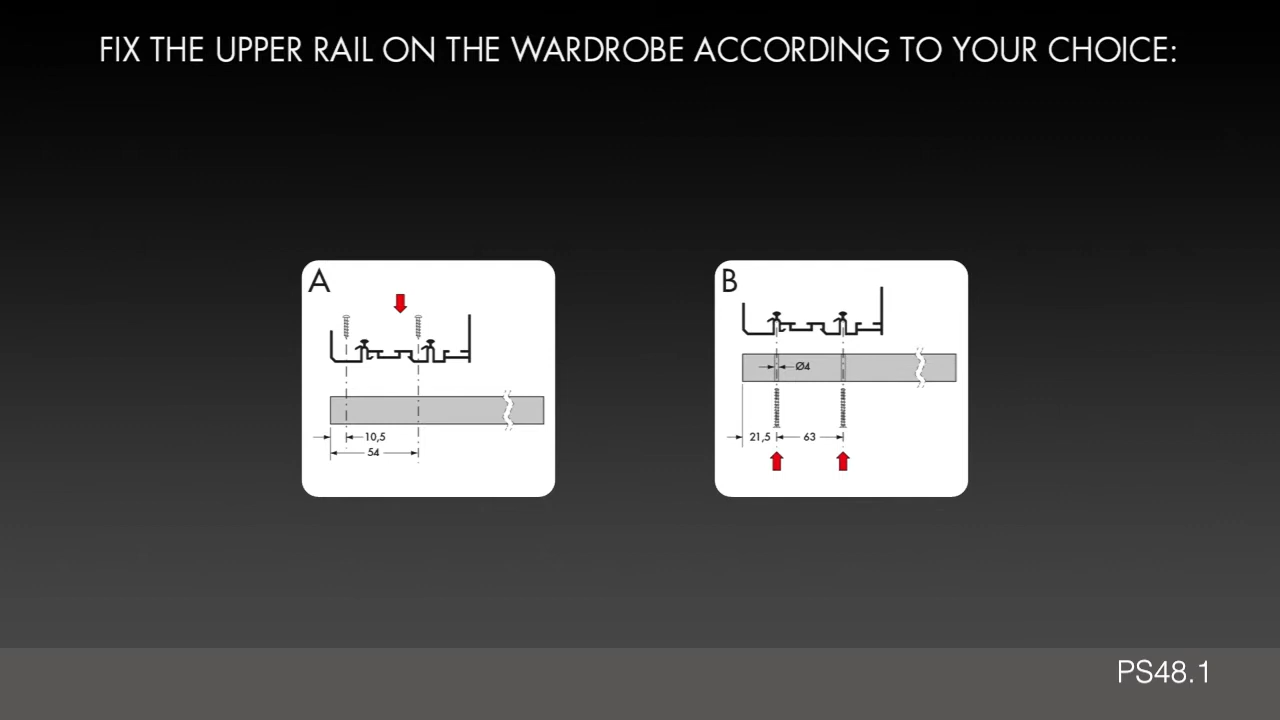 FIX THE UPPER RAIL ON THE WARDROBE ACCORDING TO YOUR CHOICE:
A
10,5
54
B
Ø4
21,5
63
PS48.1